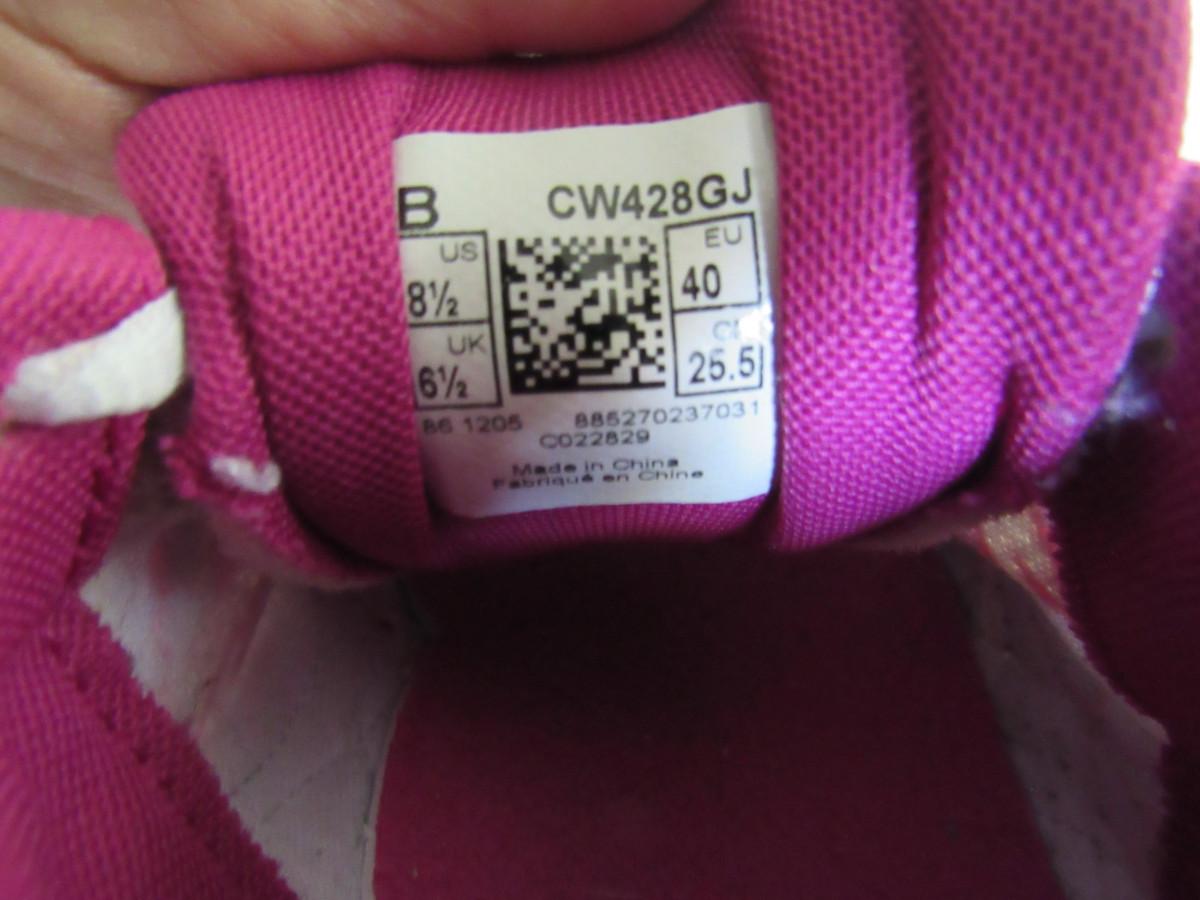 B CW428GJ
US EU
8½ 40
UK
6½ 25.5
86 1205 885270237031
C022829
Made in China
Fabriqué en Chine